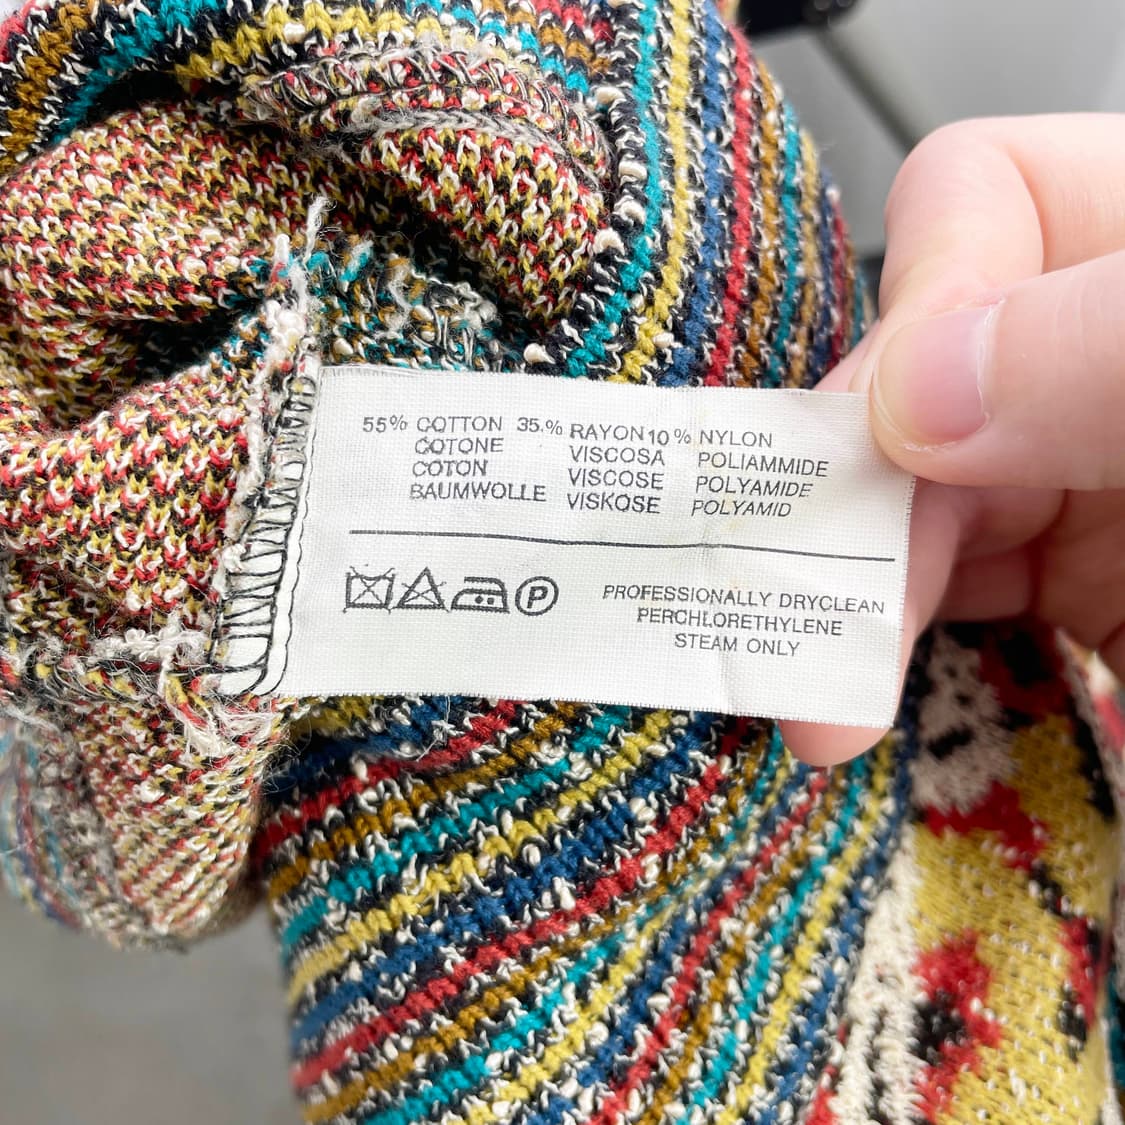 55% COTTON 35.% RAYON 10% NYLON
COTONE VISCOSA POLIAMMIDE
COTON VISCOSE POLYAMIDE
BAUMWOLLE VISKOSE POLYAMID
P
PROFESSIONALLY DRYCLEAN
PERCHLORETHYLENE
STEAM ONLY